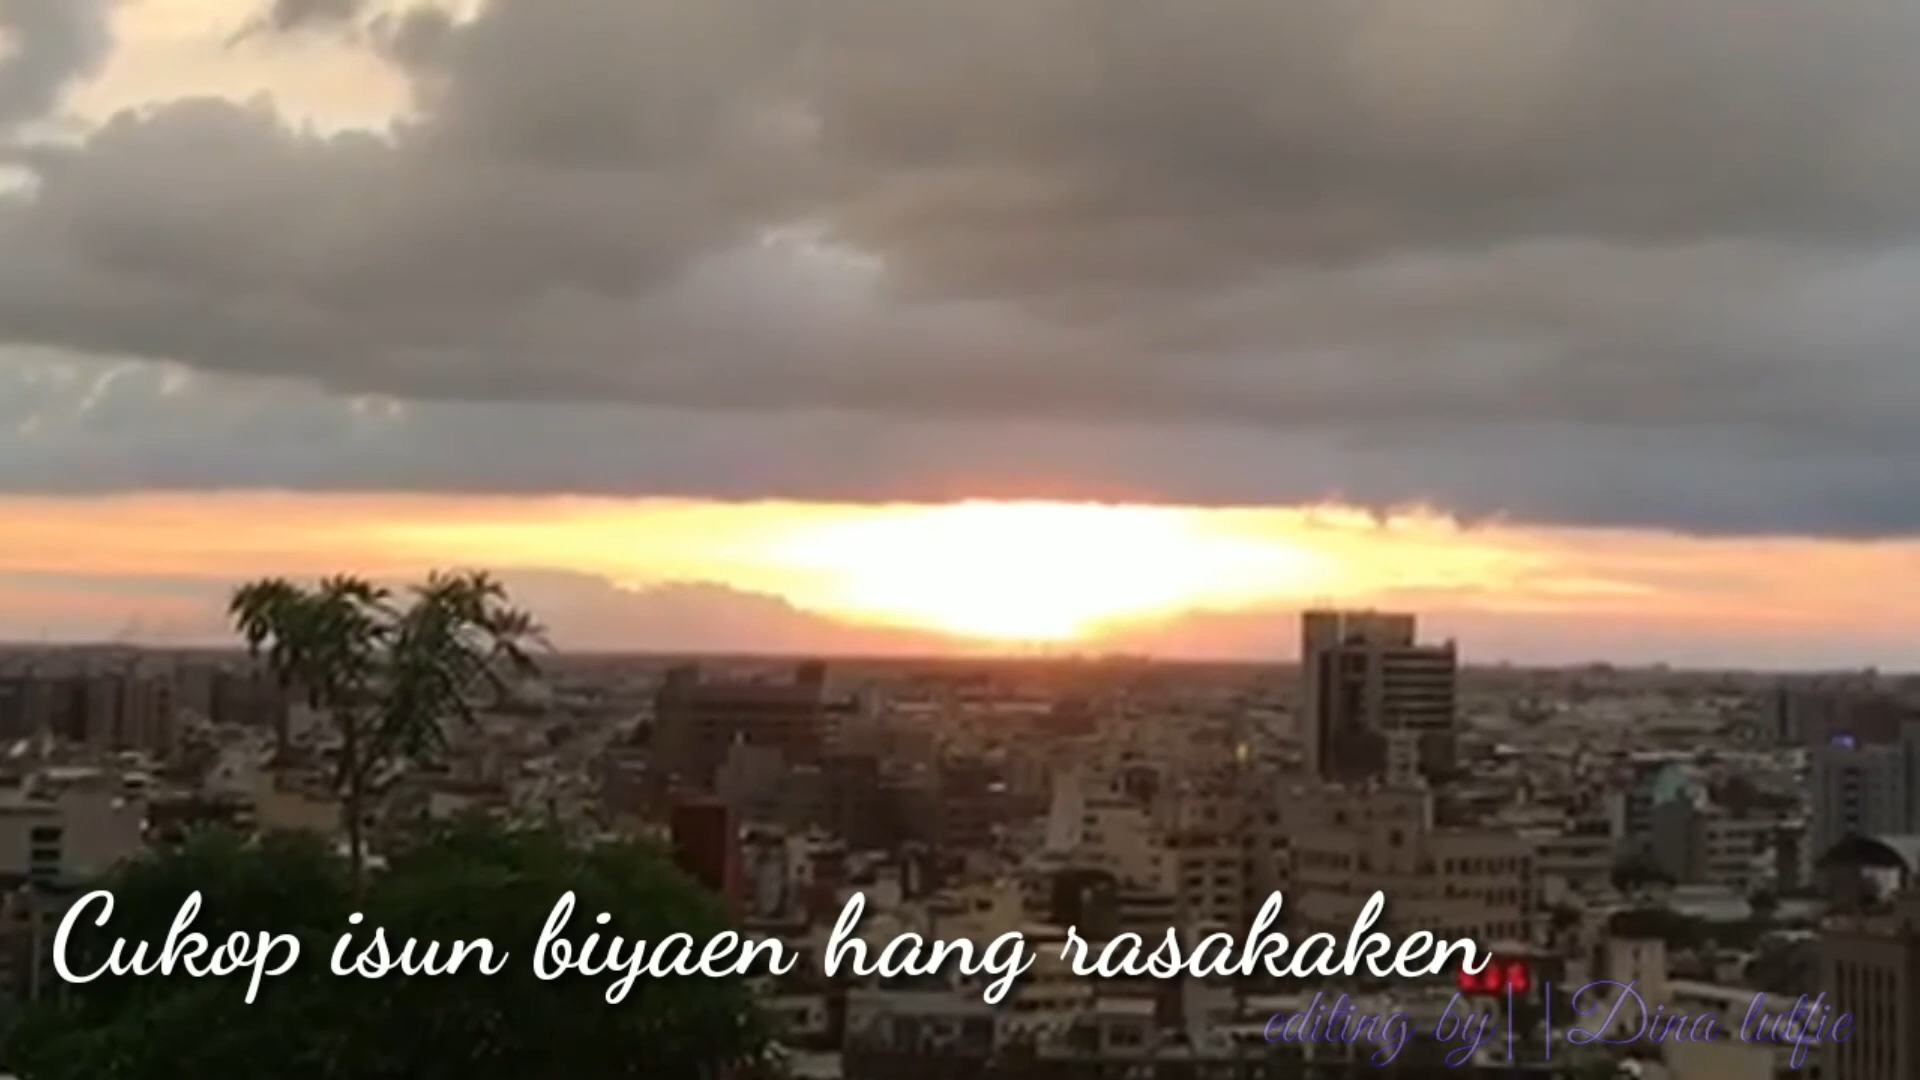 Cukop isun biyaen hang rasakaken
editing by||Dina lutfie